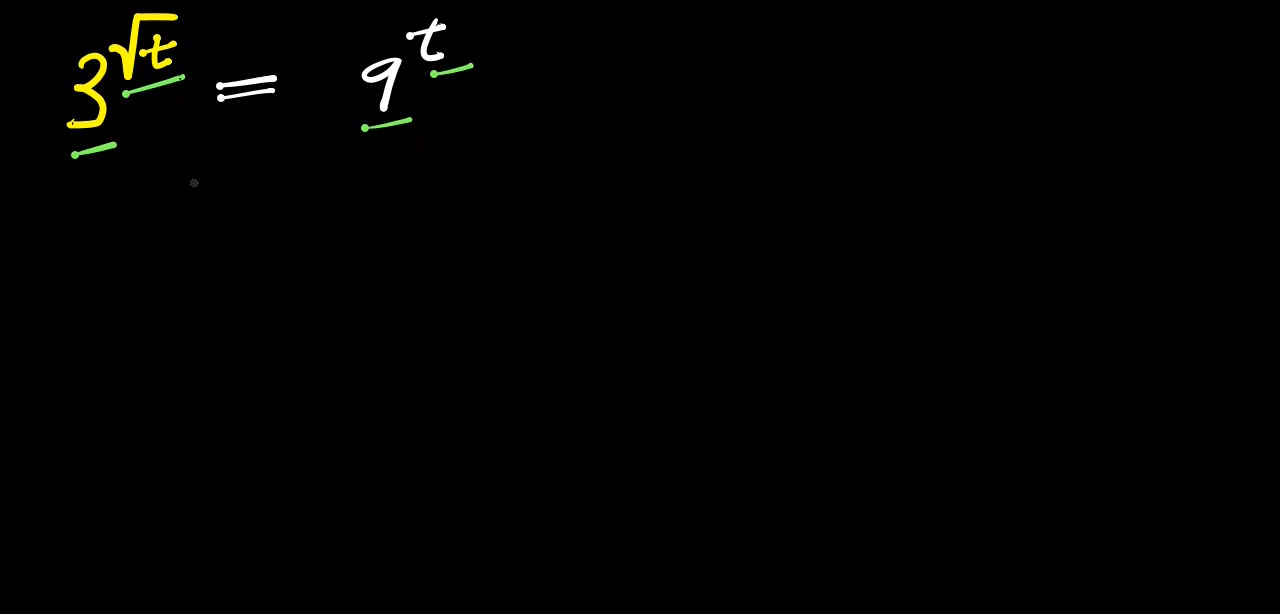 3^√t = 9^t